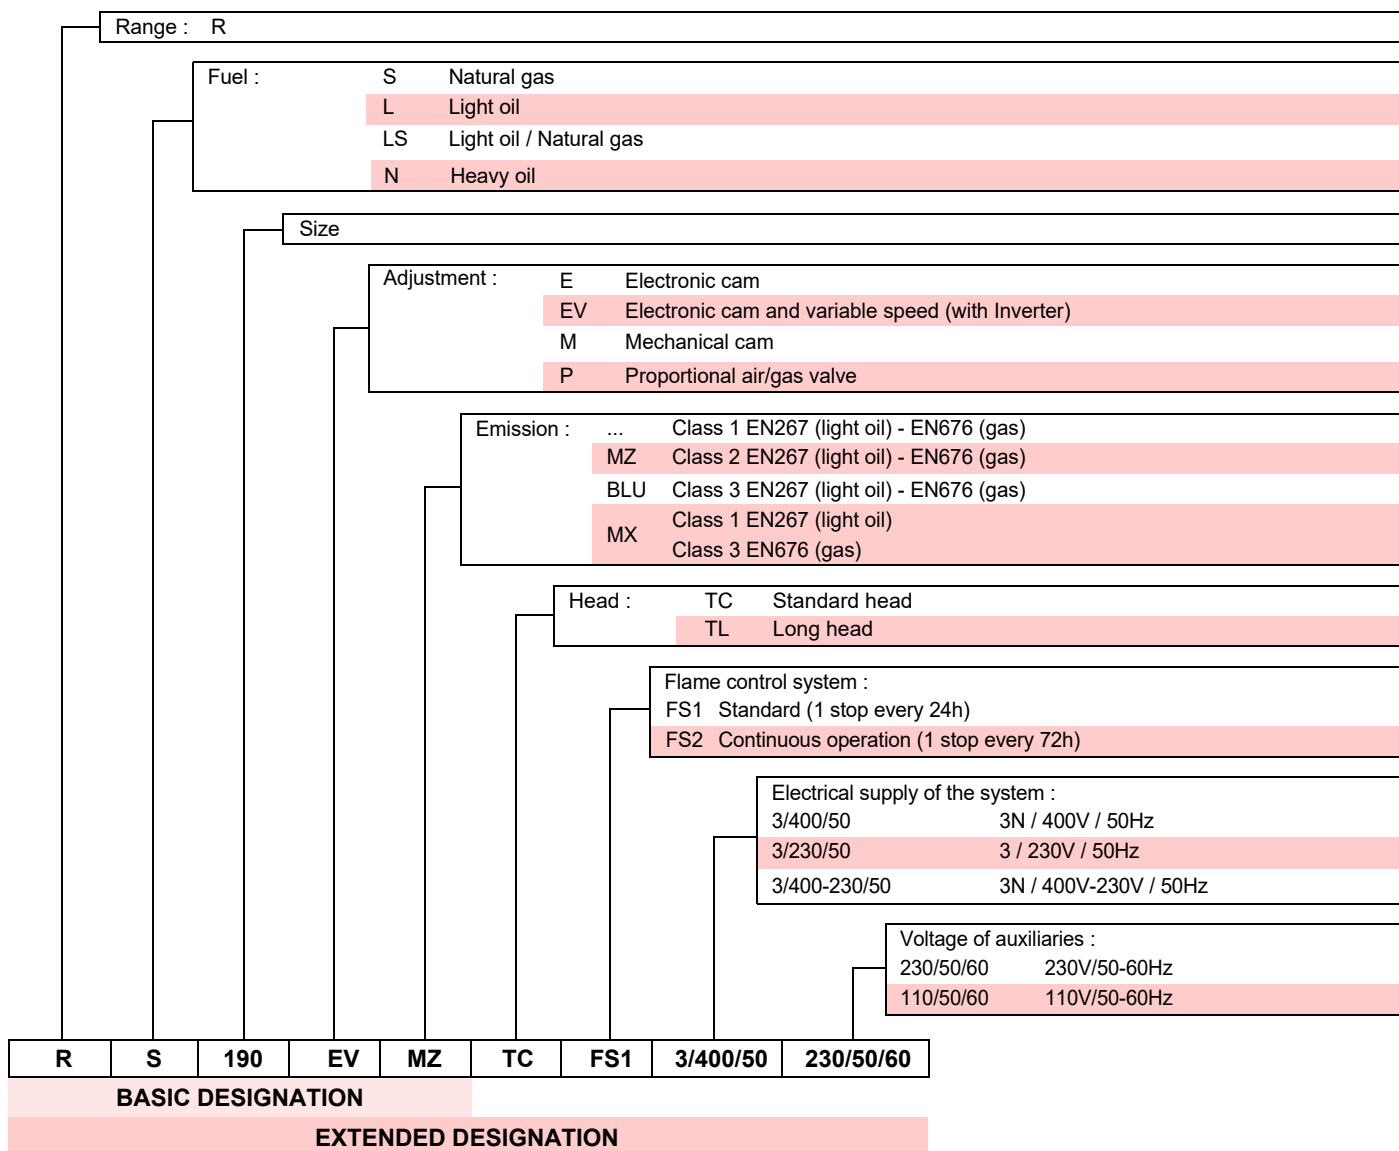 Range : R
Fuel : S Natural gas
L Light oil
LS Light oil / Natural gas
N Heavy oil
Size
Adjustment : E Electronic cam
EV Electronic cam and variable speed (with Inverter)
M Mechanical cam
P Proportional air/gas valve
Emission : ... Class 1 EN267 (light oil) - EN676 (gas)
MZ Class 2 EN267 (light oil) - EN676 (gas)
BLU Class 3 EN267 (light oil) - EN676 (gas)
MX Class 1 EN267 (light oil)
Class 3 EN676 (gas)
Head : TC Standard head
TL Long head
Flame control system :
FS1 Standard (1 stop every 24h)
FS2 Continuous operation (1 stop every 72h)
Electrical supply of the system :
3/400/50 3N / 400V / 50Hz
3/230/50 3 / 230V / 50Hz
3/400-230/50 3N / 400V-230V / 50Hz
Voltage of auxiliaries :
230/50/60 230V/50-60Hz
110/50/60 110V/50-60Hz
R S 190 EV MZ TC FS1 3/400/50 230/50/60
BASIC DESIGNATION
EXTENDED DESIGNATION